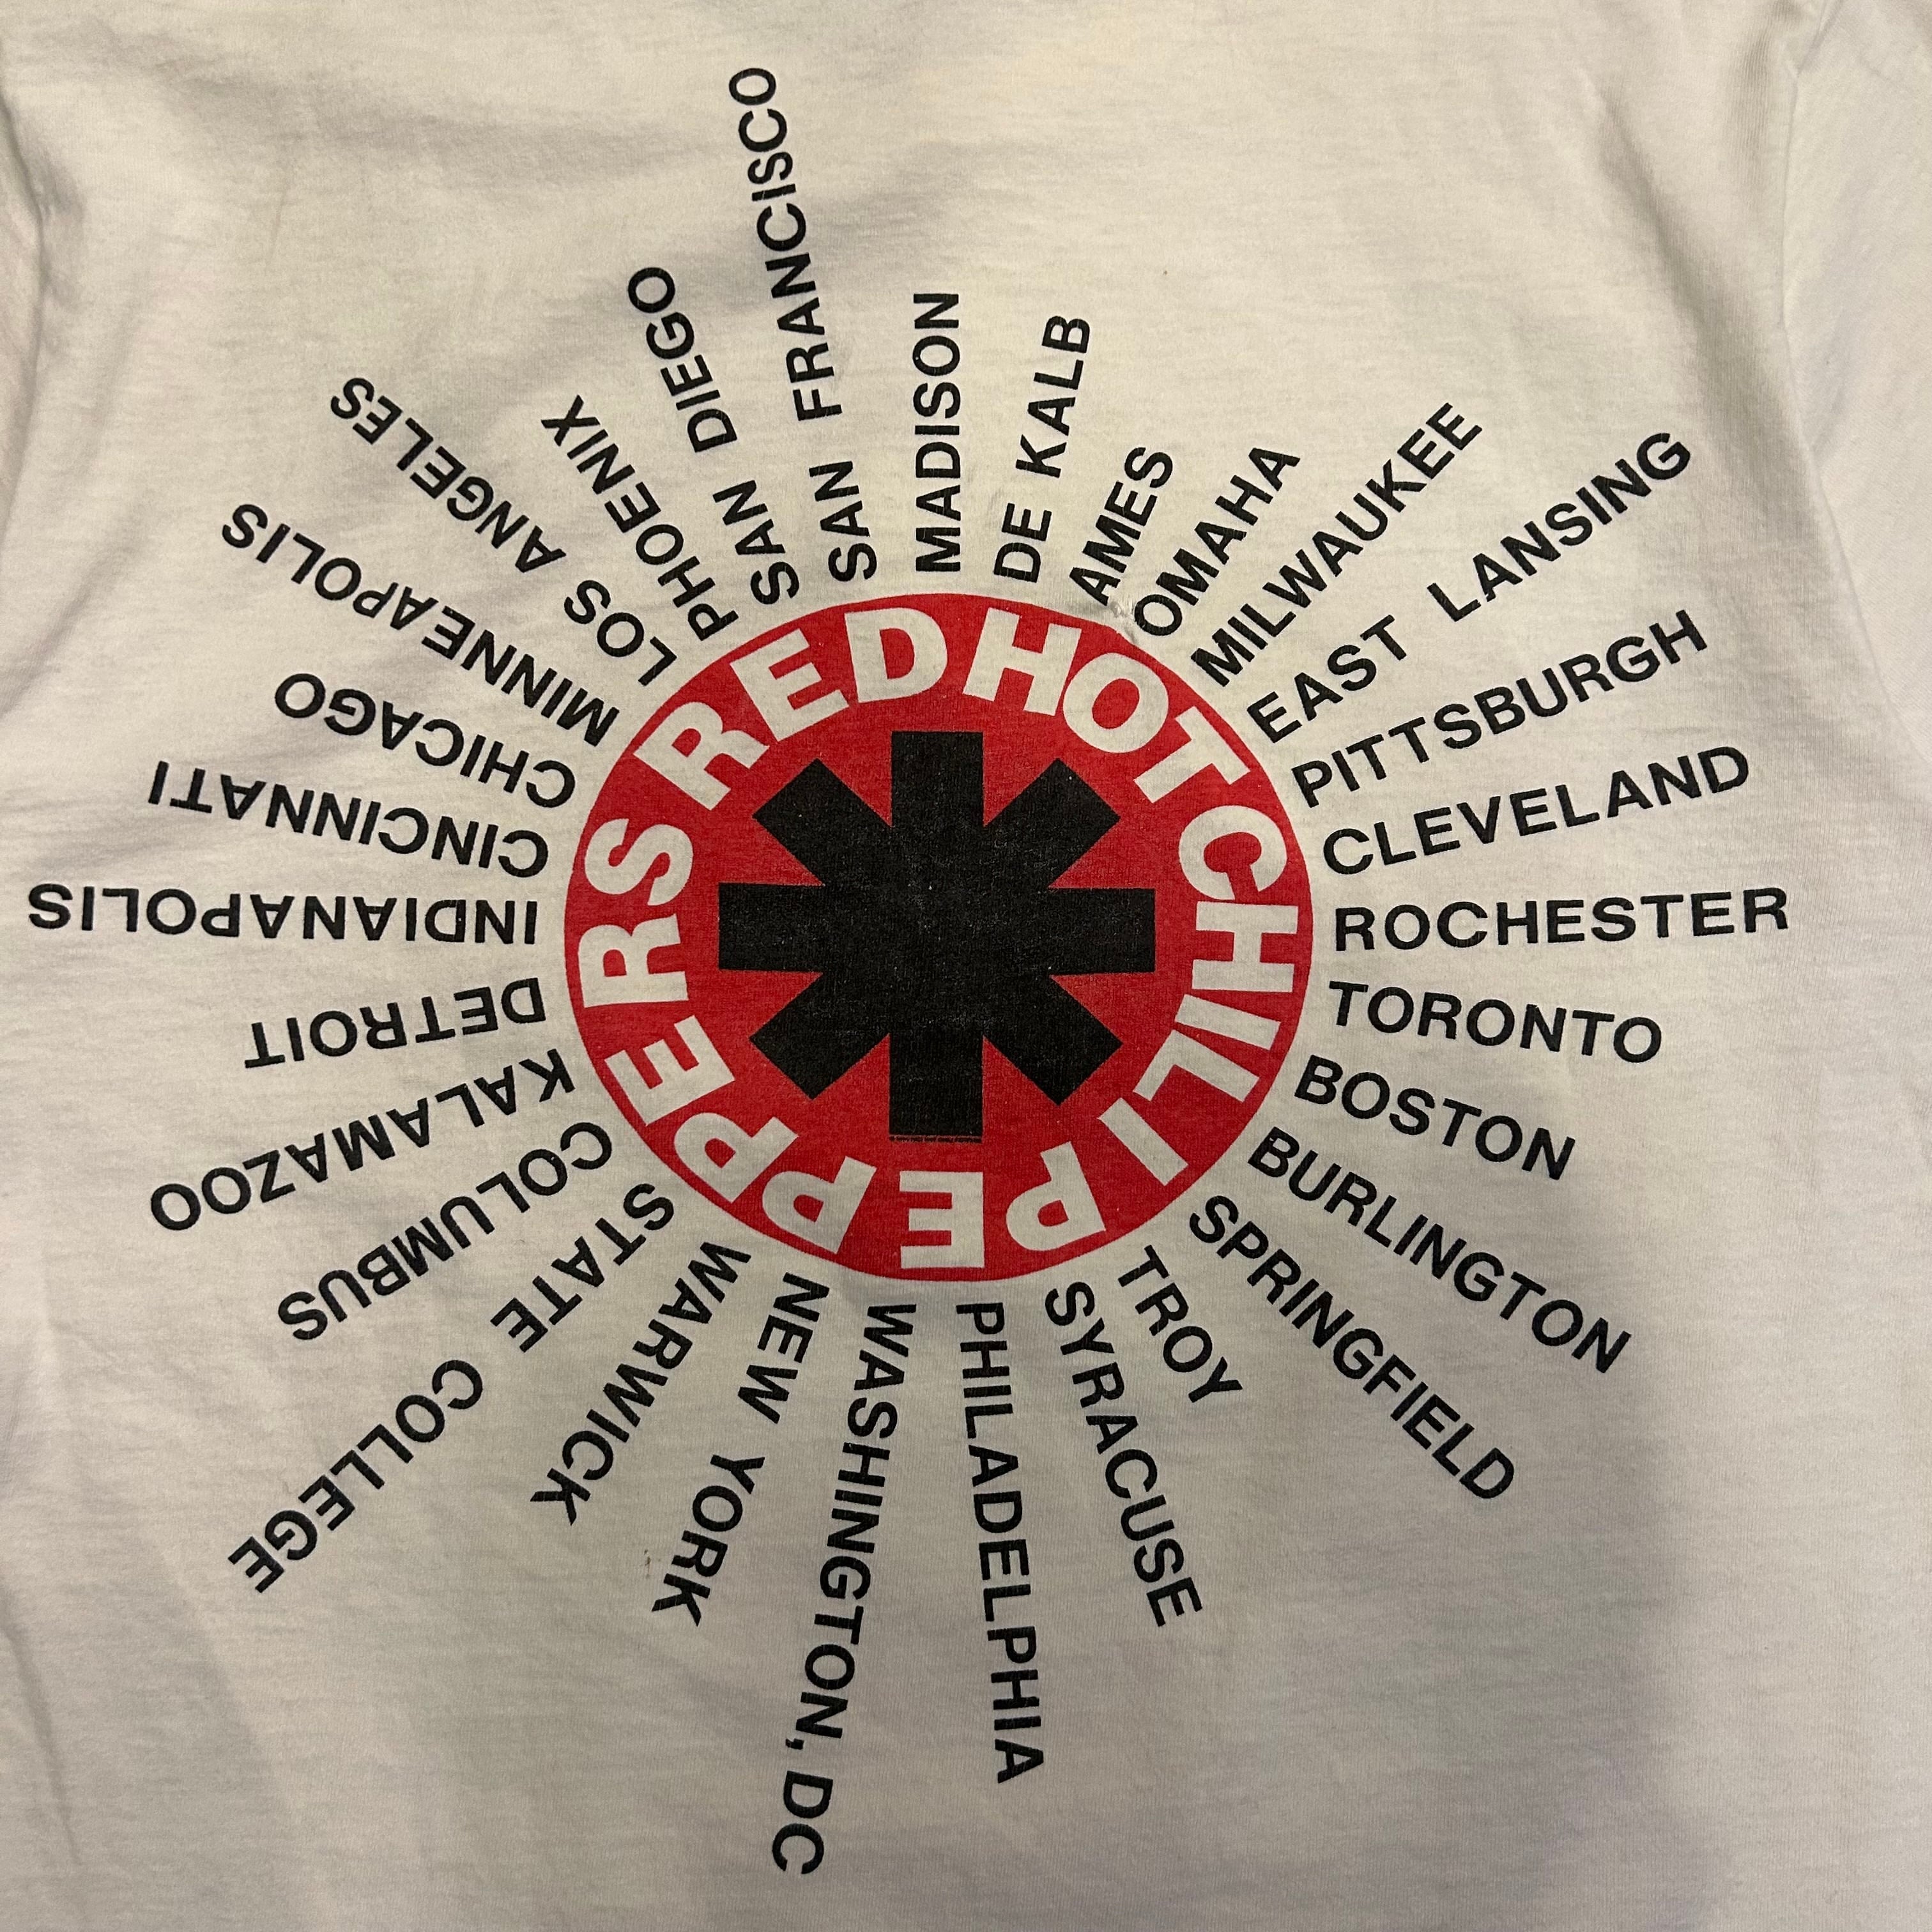 RED HOT CHILI PEPPERS
MADISON
DE KALB
AMES
OMAHA
MILWAUKEE
EAST LANSING
PITTSBURGH
CLEVELAND
ROCHESTER
TORONTO
BOSTON
BURLINGTON
SPRINGFIELD
TROY
SYRACUSE
PHILADELPHIA
WASHINGTON, DC
NEW YORK
WARWICK
STATE COLLEGE
COLUMBUS
KALAMAZOO
DETROIT
INDIANAPOLIS
CINCINNATI
CHICAGO
MINNEAPOLIS
LOS ANGELES
PHOENIX
SAN DIEGO
SAN FRANCISCO